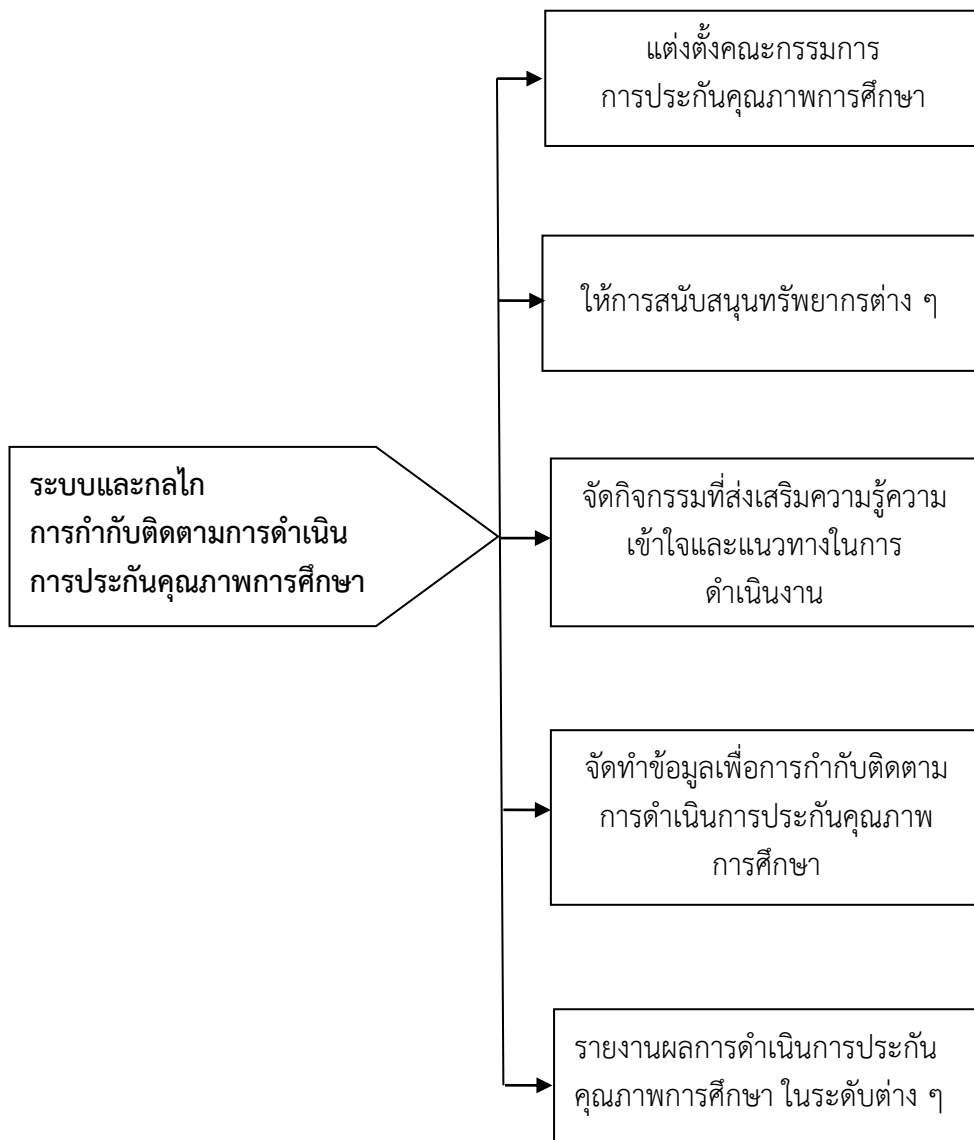 แต่งตั้งคณะกรรมการ
การประกันคุณภาพการศึกษา
ให้การสนับสนุนทรัพยากรต่าง ๆ
ระบบและกลไก
การกำกับติดตามการดำเนิน
การประกันคุณภาพการศึกษา
จัดกิจกรรมที่ส่งเสริมความรู้ความ
เข้าใจและแนวทางในการ
ดำเนินงาน
จัดทำข้อมูลเพื่อการกำกับติดตาม
การดำเนินการประกันคุณภาพ
การศึกษา
รายงานผลการดำเนินการประกัน
คุณภาพการศึกษา ในระดับต่าง ๆ